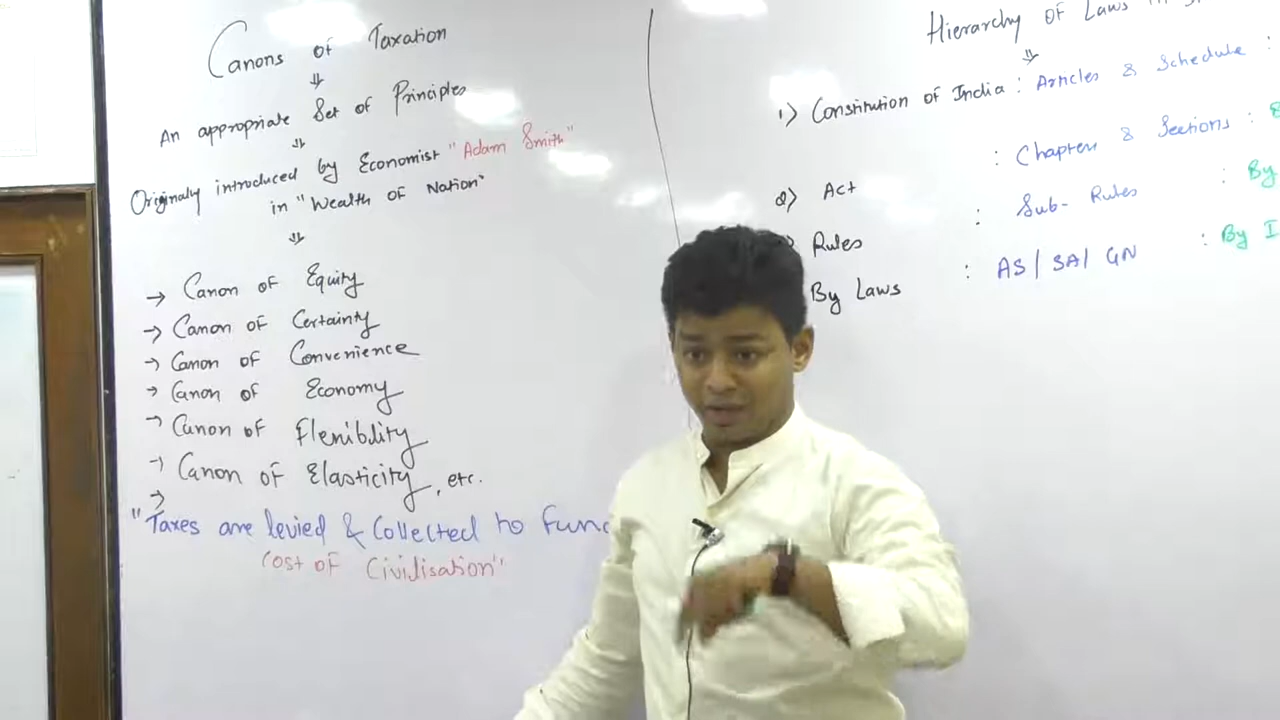 Canons of Taxation
⇓
An appropriate Set of Principles
⇓
Originally introduced by Economist "Adam Smith"
in "Wealth of Nation"
⇓
→ Canon of Equity
→ Canon of Certainty
→ Canon of Convenience
→ Canon of Economy
→ Canon of Flexibility
→ Canon of Elasticity, etc.
→
"Taxes are levied & Collected to
Cost of Civilisation"
Hierarchy of Laws
⇓
1) Constitution of India : Articles & Schedule :
2) Act : Chapters & Sections :
Rules : Sub-Rules : By
By Laws : AS / SA / GN : By